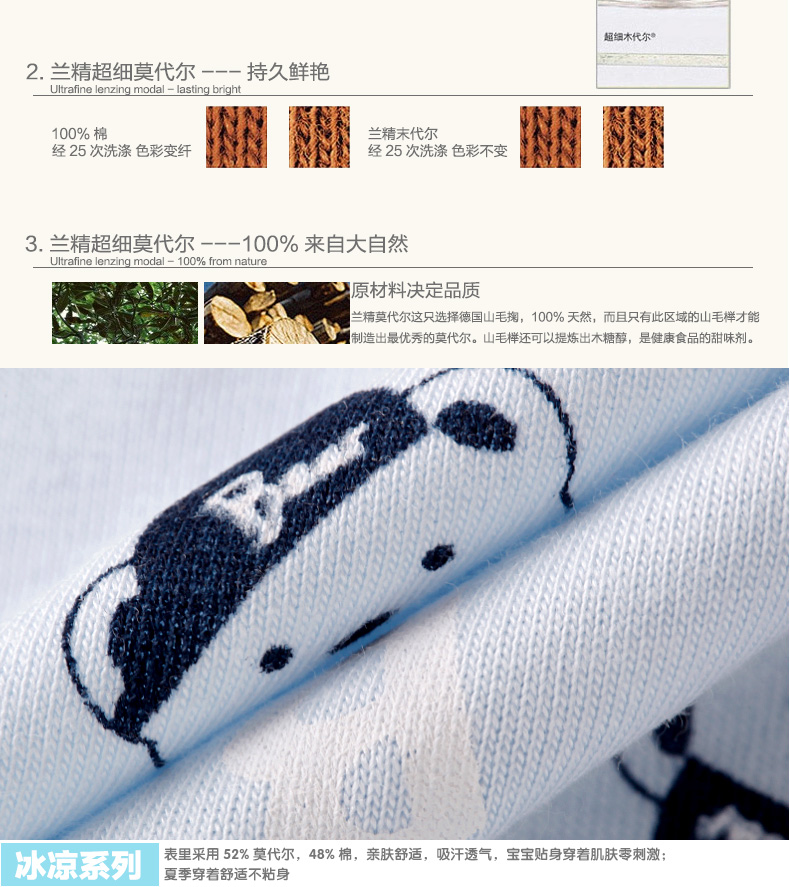 超细木代尔®
2. 兰精超细莫代尔 --- 持久鲜艳
Ultrafine lenzing modal - lasting bright
100% 棉
经 25 次洗涤 色彩变纤
兰精末代尔
经 25 次洗涤 色彩不变
3. 兰精超细莫代尔 ---100% 来自大自然
Ultrafine lenzing modal - 100% from nature
原材料决定品质
兰精莫代尔这只选择德国山毛掬，100% 天然，而且只有此区域的山毛榉才能
制造出最优秀的莫代尔。山毛榉还可以提炼出木糖醇，是健康食品的甜味剂。
Bear
冰凉系列
表里采用 52% 莫代尔，48% 棉，亲肤舒适，吸汗透气，宝宝贴身穿着肌肤零刺激；
夏季穿着舒适不粘身